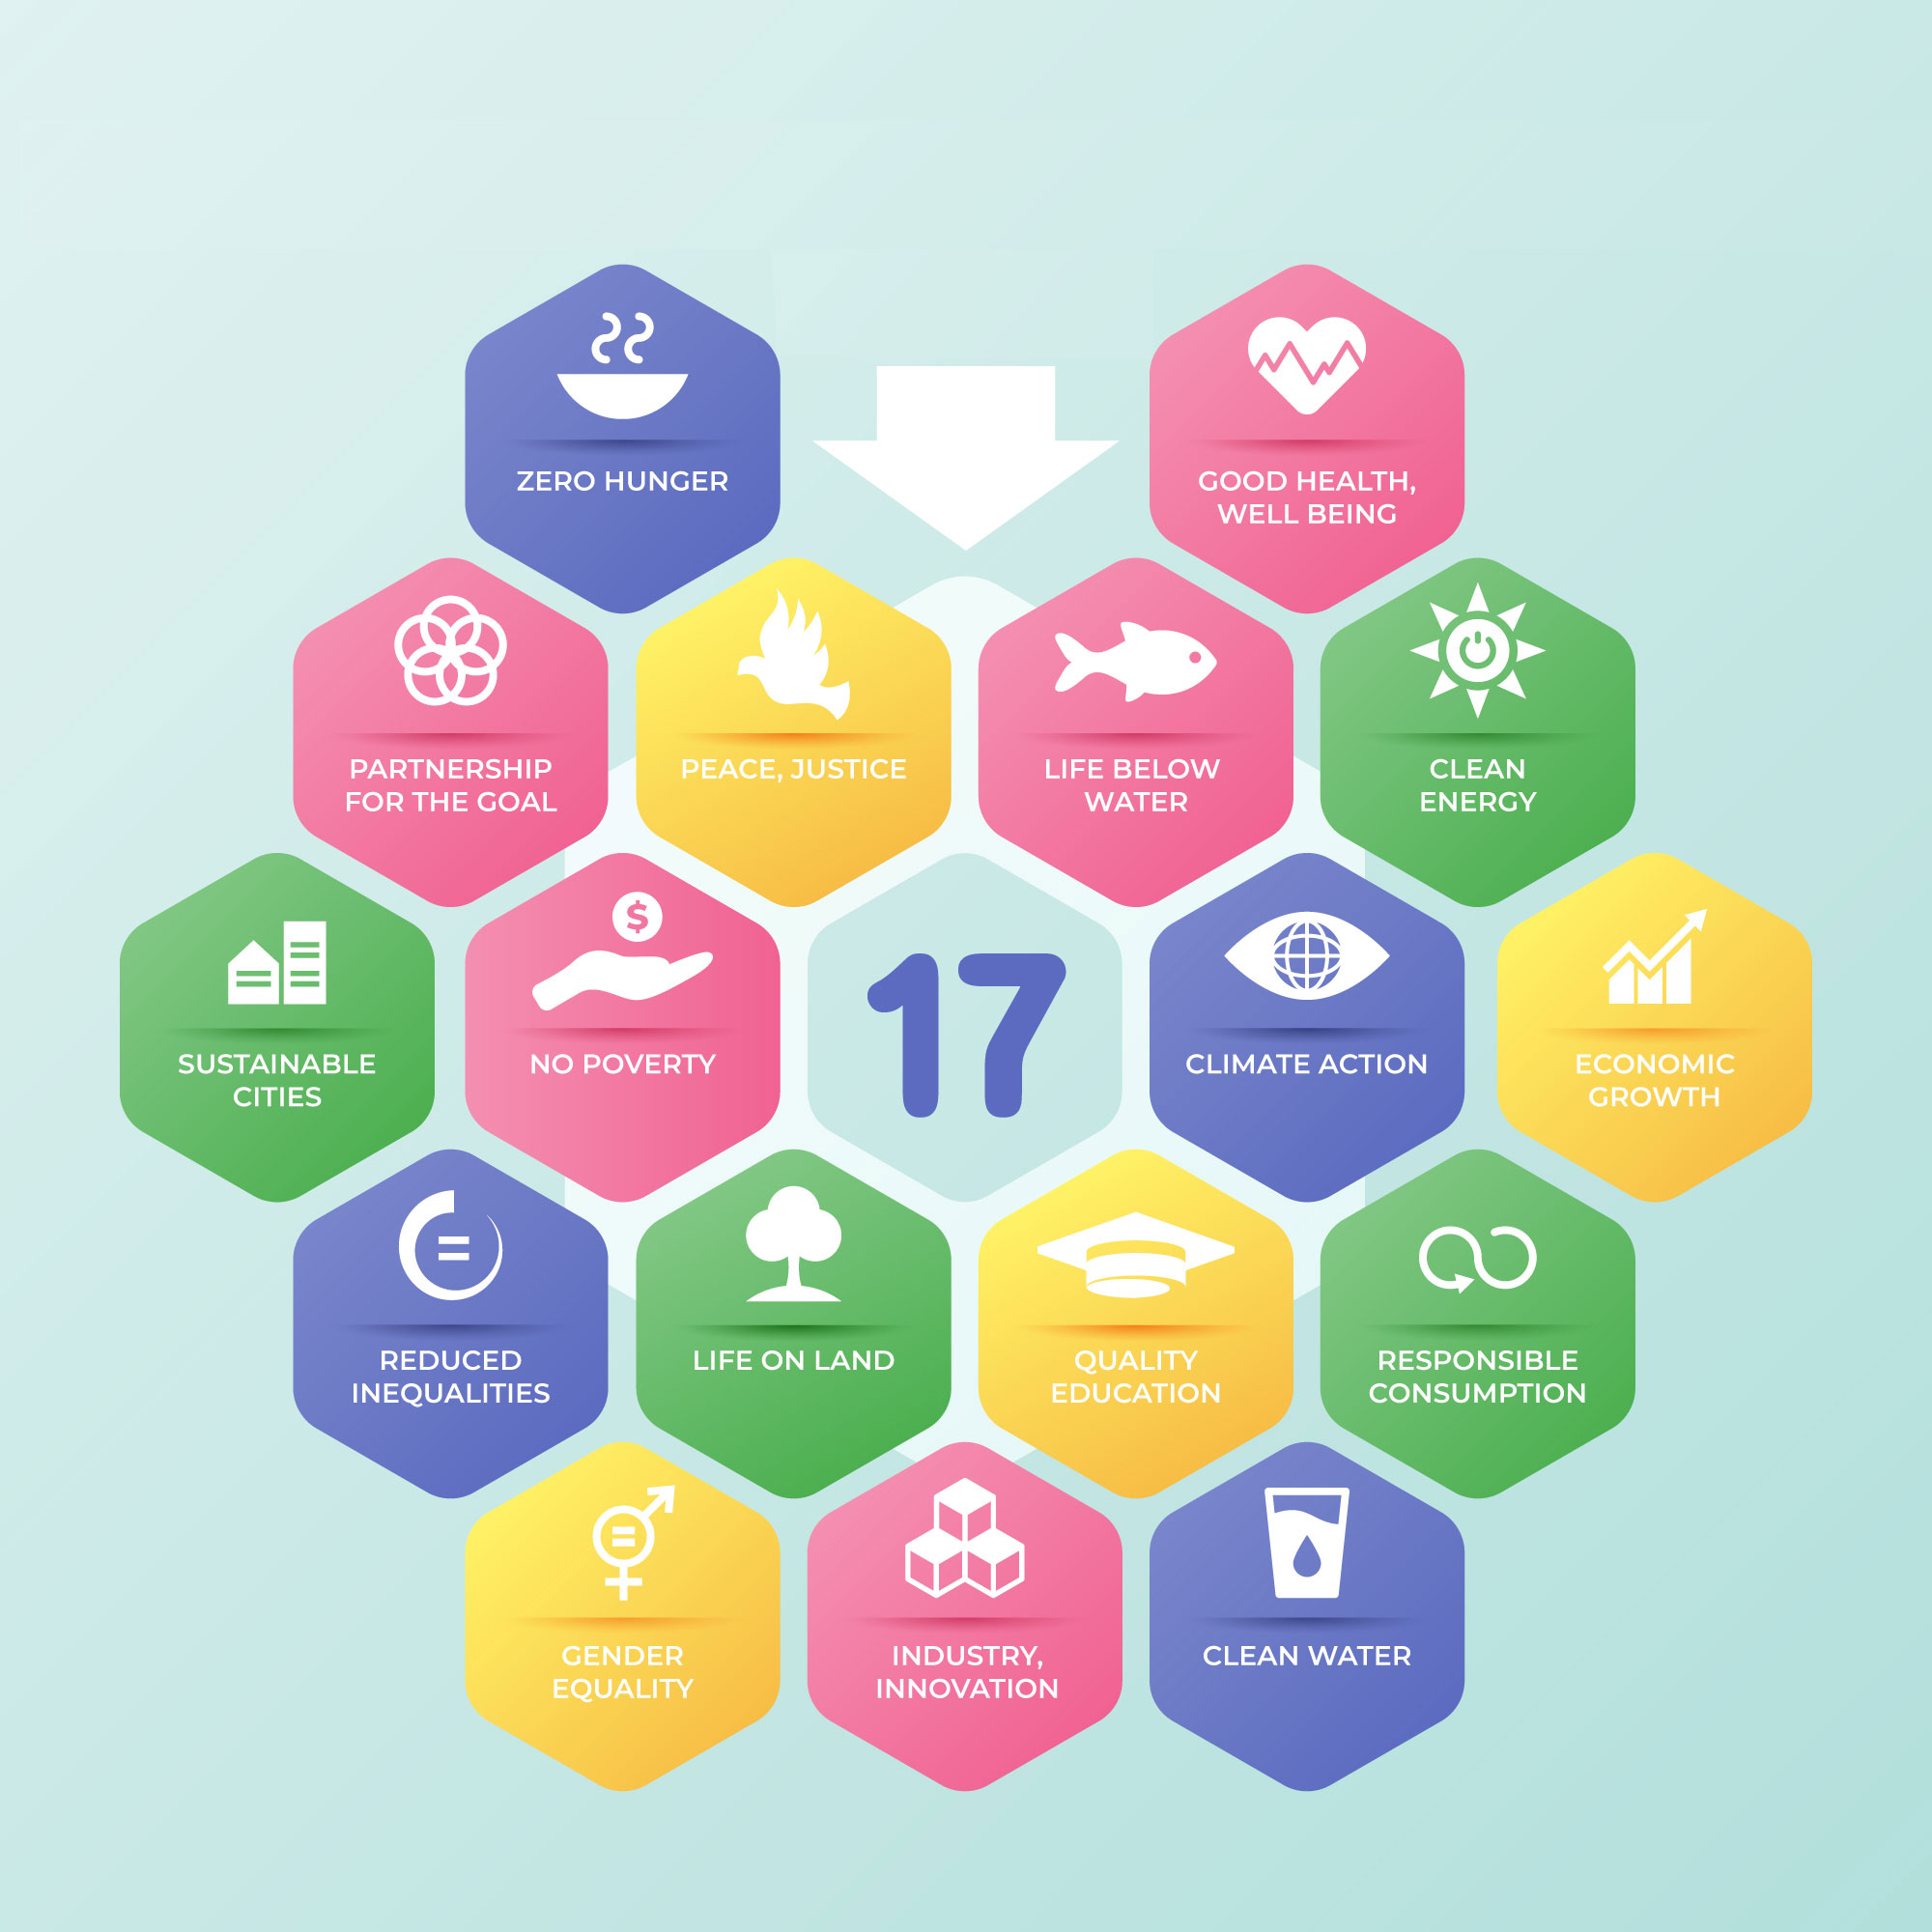 ZERO HUNGER
GOOD HEALTH,
WELL BEING
PARTNERSHIP
FOR THE GOAL
PEACE, JUSTICE
LIFE BELOW
WATER
CLEAN
ENERGY
SUSTAINABLE
CITIES
$
NO POVERTY
17
CLIMATE ACTION
ECONOMIC
GROWTH
REDUCED
INEQUALITIES
LIFE ON LAND
QUALITY
EDUCATION
RESPONSIBLE
CONSUMPTION
GENDER
EQUALITY
INDUSTRY,
INNOVATION
CLEAN WATER